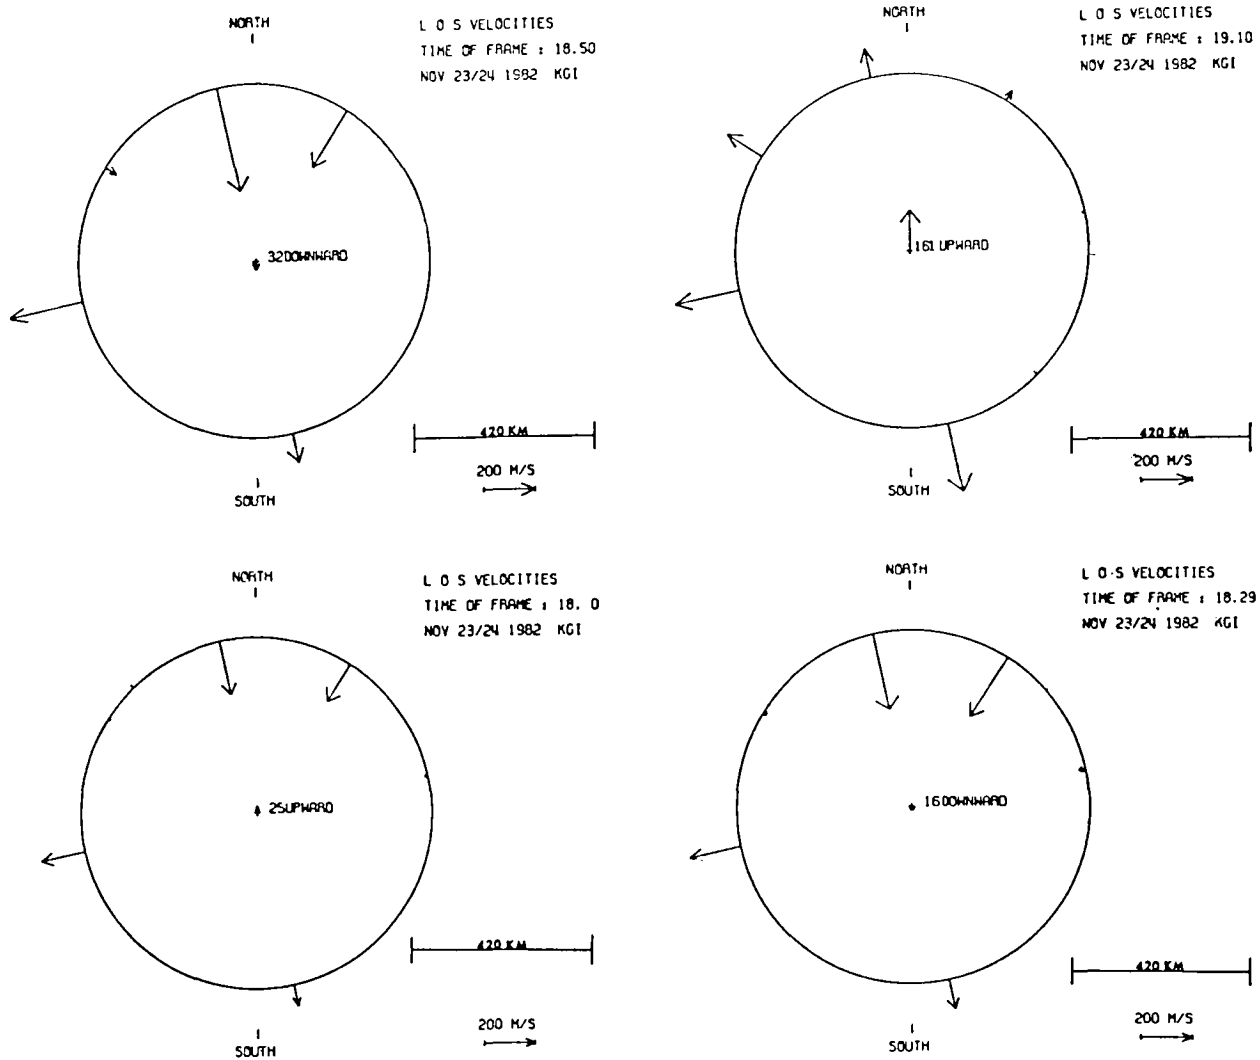 NORTH
L O S VELOCITIES
TIME OF FRAME : 18.50
NOV 23/24 1982 KGI
32DOWNWARD
420 KM
200 M/S
SOUTH
NORTH
L O S VELOCITIES
TIME OF FRAME : 19.10
NOV 23/24 1982 KGI
161 UPWARD
420 KM
200 M/S
SOUTH
NORTH
L O S VELOCITIES
TIME OF FRAME : 18. 0
NOV 23/24 1982 KGI
25UPWARD
420 KM
200 M/S
SOUTH
NORTH
L O S VELOCITIES
TIME OF FRAME : 18.29
NOV 23/24 1982 KGI
16DOWNWARD
420 KM
200 M/S
SOUTH